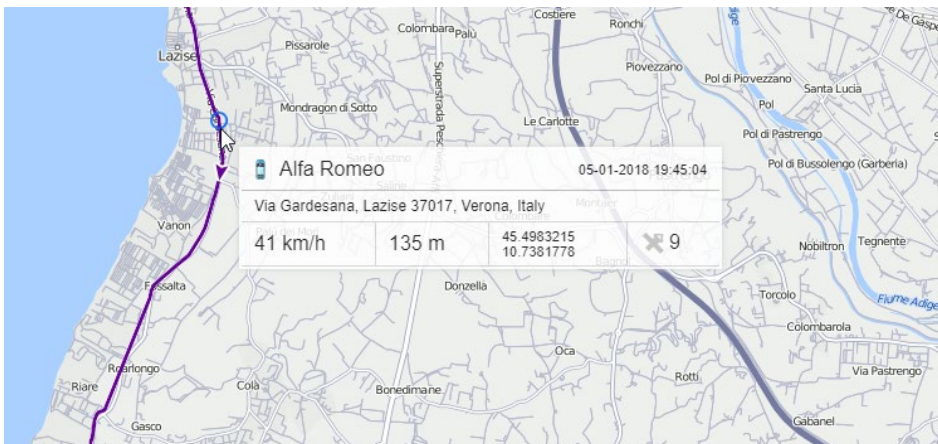 Costiere
Ronchi
Colombara
Palù
Pissarole
Lazise
Piovezzano
Pol di Piovezzano
Santa Lucia
Pol
Mondragon di Sotto
Le Carlotte
Pol di Pastrengo
Alfa Romeo
05-01-2018 19:45:04
Pol di Bussolengo (Garberia)
Via Gardesana, Lazise 37017, Verona, Italy
Vanon
41 km/h
135 m
45.4983215
10.7381778
9
Nobiltron
Tegnente
Fossalta
Donzella
Torcolo
Fiume Adige
Colombarola
Oca
Via Pastrengo
Roarlongo
Riare
Colà
Bonedimane
Rotti
Gasco
Gabanel